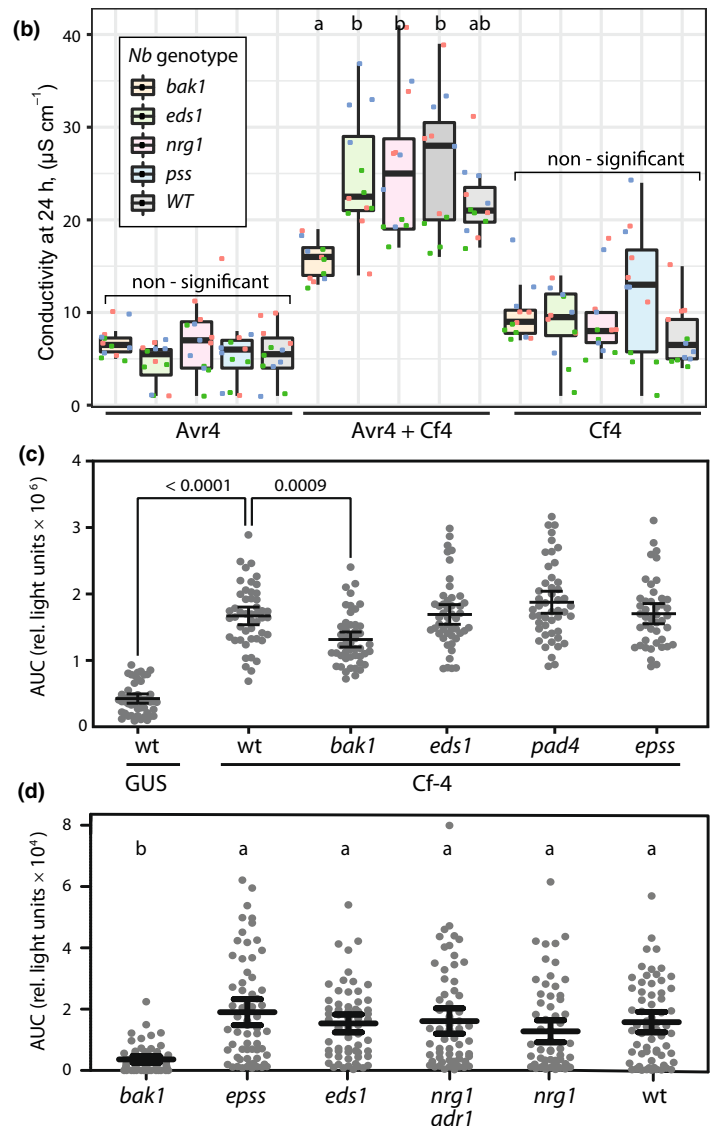 (b)
a b b b ab
Nb genotype
bak1
eds1
nrg1
pss
WT
40
30
20
10
0
Conductivity at 24 h, (µS cm−1)
non - significant
non - significant
Avr4
Avr4 + Cf4
Cf4
(c)
4
3
2
1
0
AUC (rel. light units × 10⁶)
< 0.0001
0.0009
wt wt bak1 eds1 pad4 epss
GUS Cf-4
(d)
8
6
4
2
0
AUC (rel. light units × 10⁴)
b a a a a a
bak1 epss eds1 nrg1 nrg1 wt
adr1